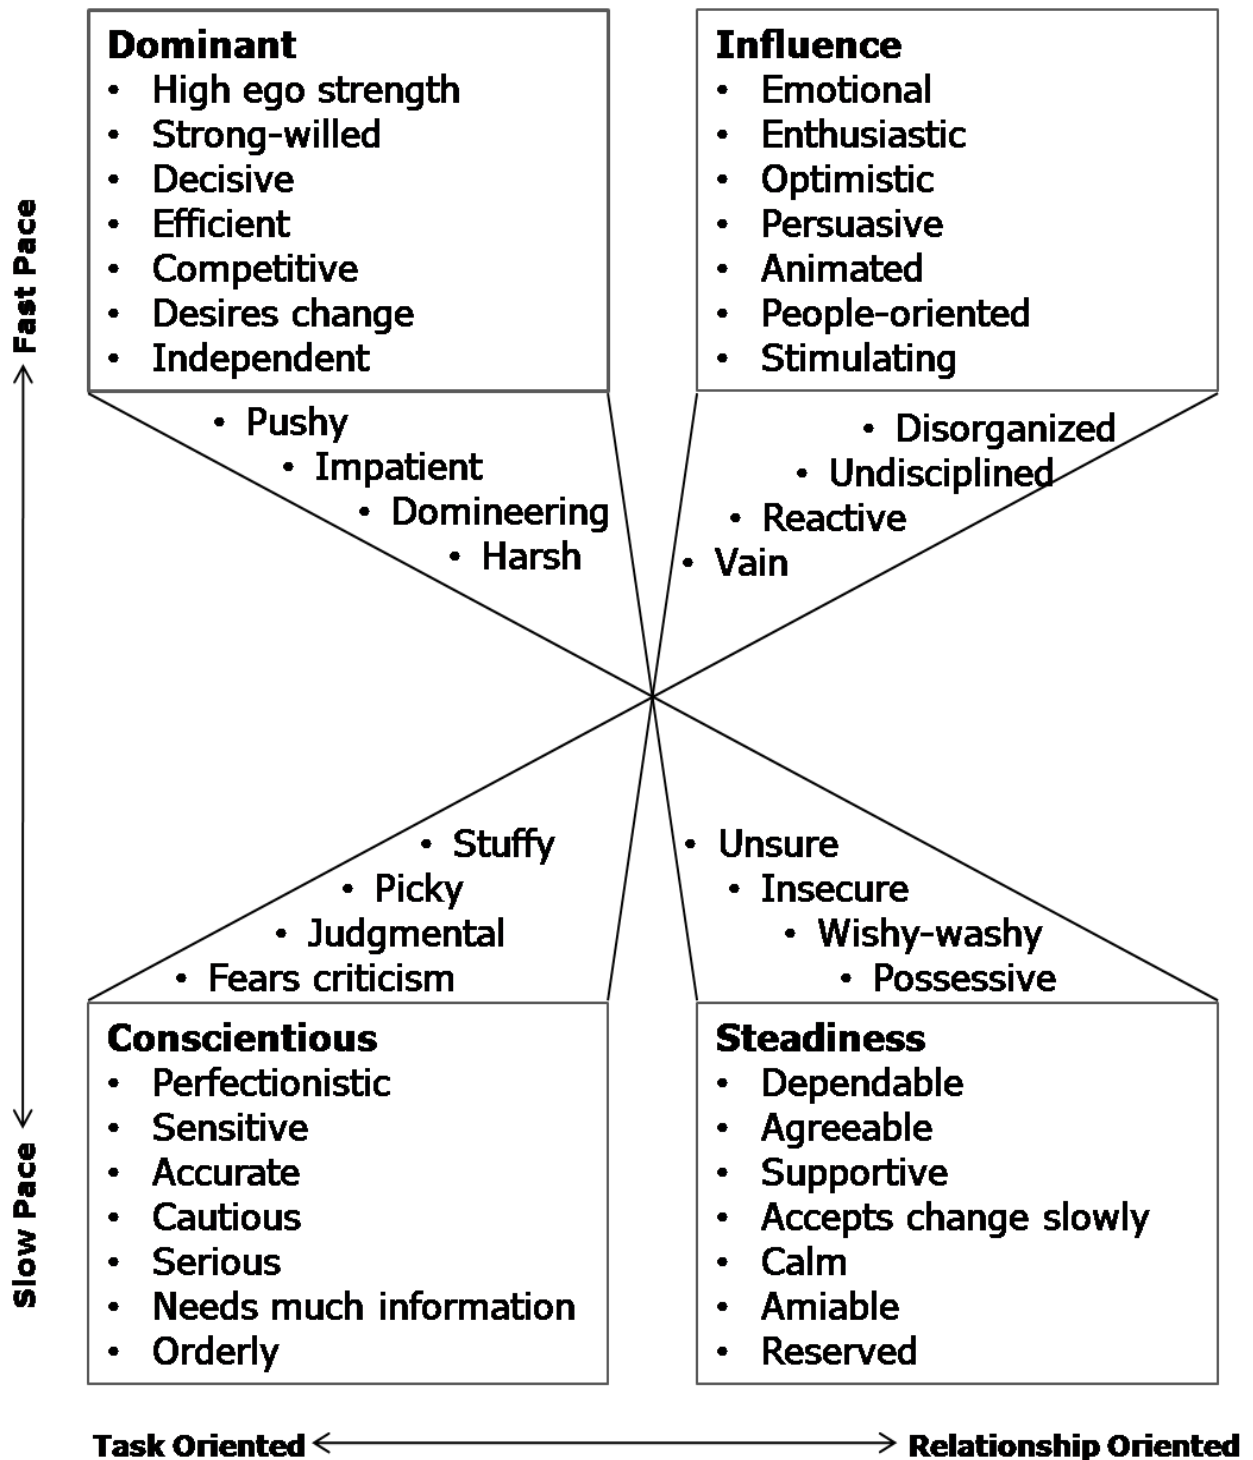 Dominant
• High ego strength
• Strong-willed
• Decisive
• Efficient
• Competitive
• Desires change
• Independent
Influence
• Emotional
• Enthusiastic
• Optimistic
• Persuasive
• Animated
• People-oriented
• Stimulating
Fast Pace
• Pushy
• Impatient
• Domineering
• Harsh
• Disorganized
• Undisciplined
• Reactive
• Vain
• Stuffy
• Picky
• Judgmental
• Fears criticism
• Unsure
• Insecure
• Wishy-washy
• Possessive
Slow Pace
Conscientious
• Perfectionistic
• Sensitive
• Accurate
• Cautious
• Serious
• Needs much information
• Orderly
Steadiness
• Dependable
• Agreeable
• Supportive
• Accepts change slowly
• Calm
• Amiable
• Reserved
Task Oriented
Relationship Oriented